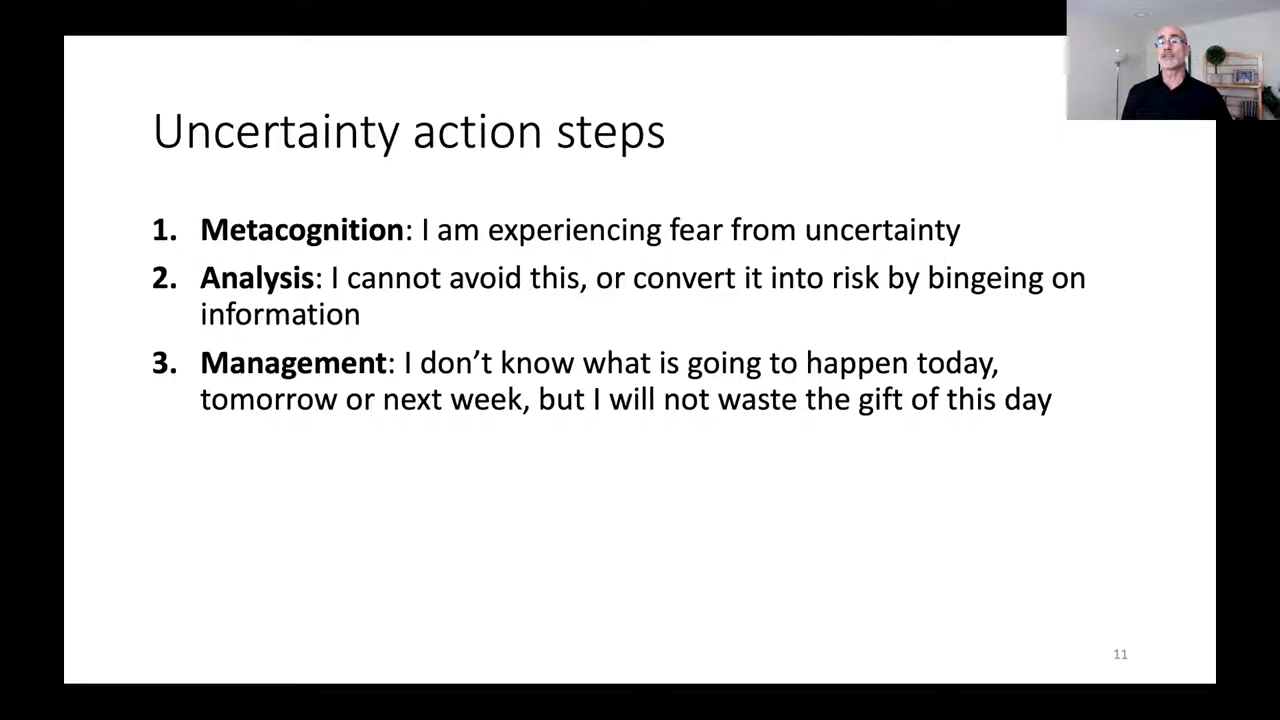 Uncertainty action steps
1. Metacognition: I am experiencing fear from uncertainty
2. Analysis: I cannot avoid this, or convert it into risk by bingeing on
information
3. Management: I don’t know what is going to happen today,
tomorrow or next week, but I will not waste the gift of this day
11